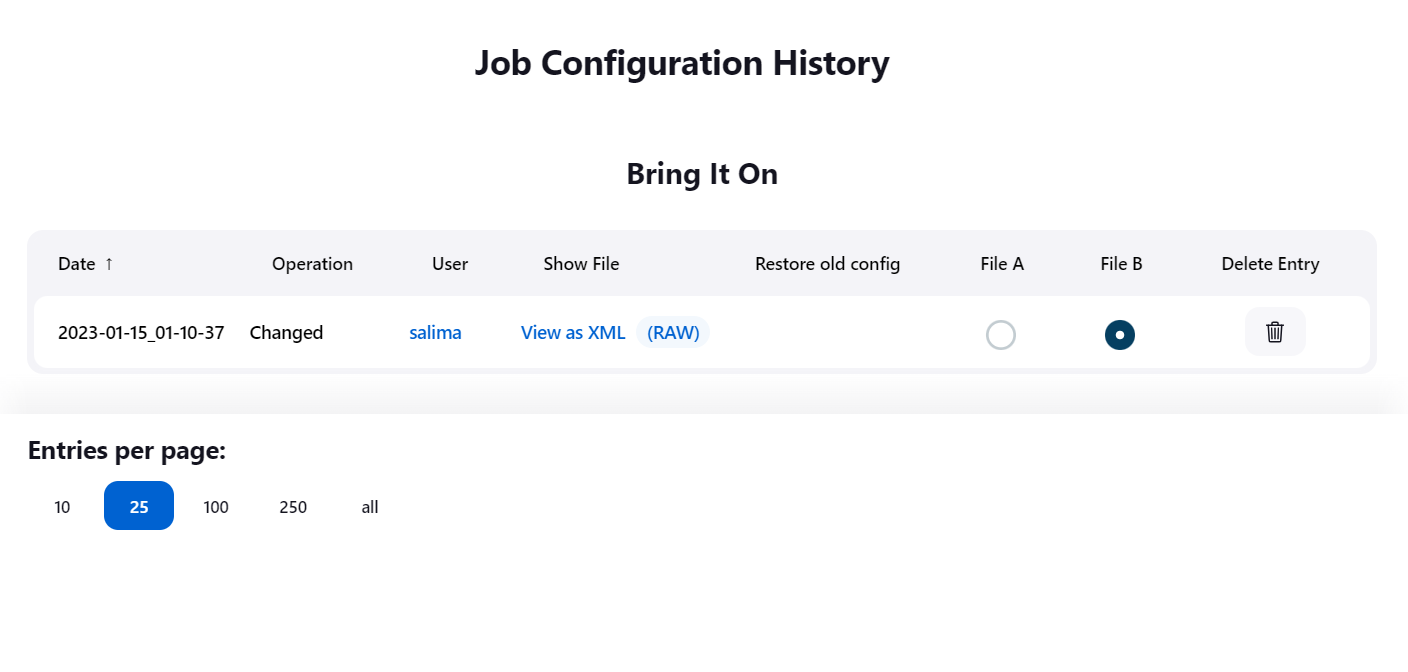 Job Configuration History
Bring It On
Date ↑ Operation User Show File Restore old config File A File B Delete Entry
2023-01-15_01-10-37 Changed salima View as XML (RAW)
Entries per page:
10 25 100 250 all